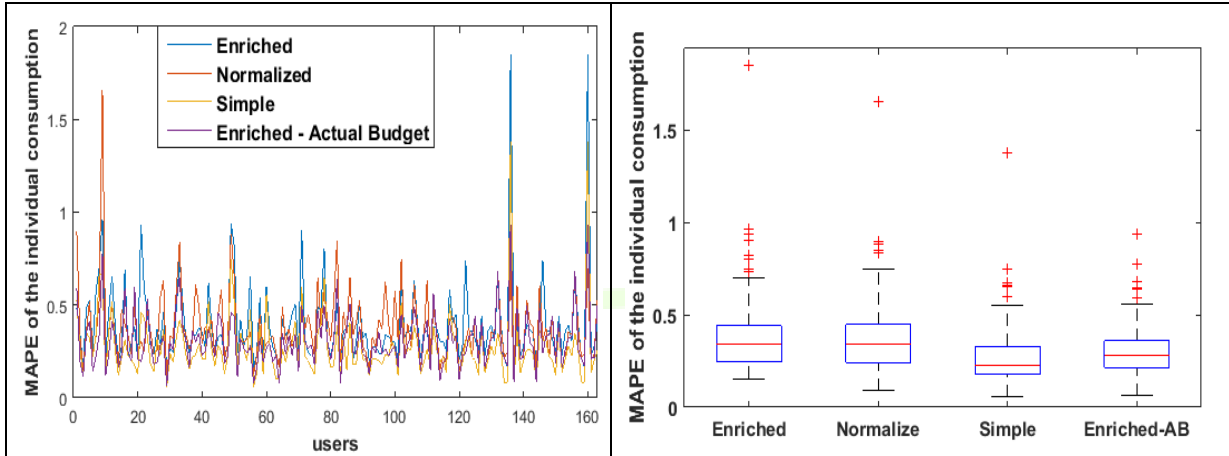 MAPE of the individual consumption
2
1.5
1
0.5
0
Enriched
Normalized
Simple
Enriched - Actual Budget
0 20 40 60 80 100 120 140 160
users
MAPE of the individual consumption
1.5
1
0.5
0
Enriched Normalize Simple Enriched-AB